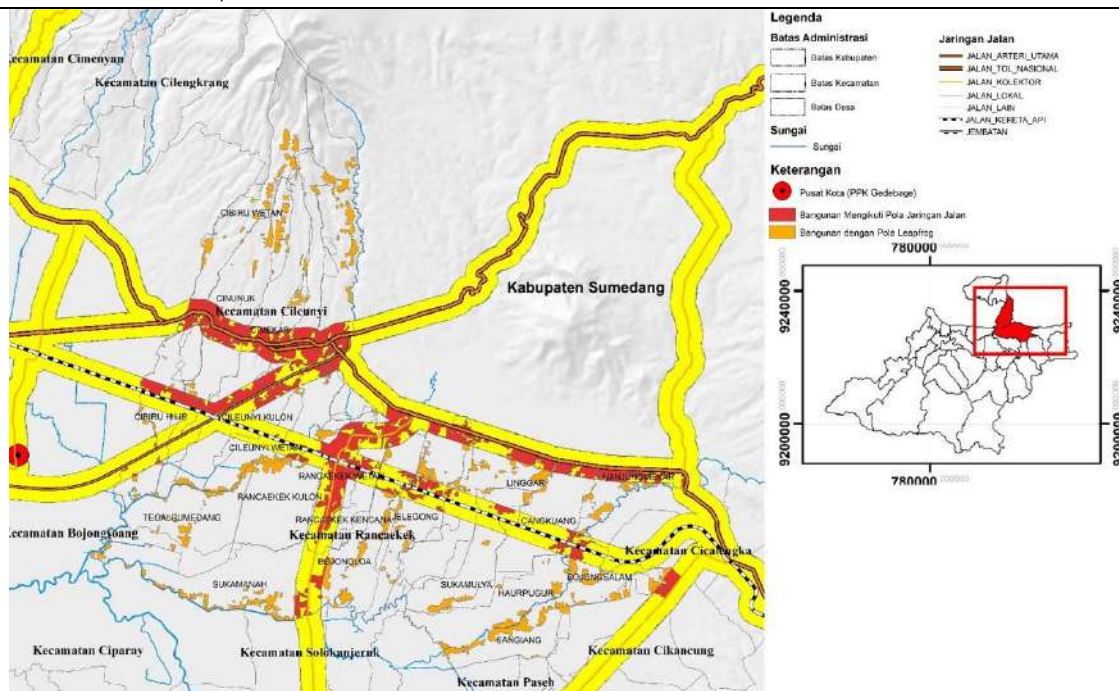 Kecamatan Cimenyan
Kecamatan Cilengkrang
CIBIRU WETAN
CINUNUK
Kecamatan Cileunyi
Kabupaten Sumedang
CIBIRU HILIR
CILEUNYI KULON
CILEUNYI WETAN
RANCAEKEK WETAN
LINGGAR
NANJUNGMEKAR
RANCAEKEK KULON
TEGALSUMEDANG
RANCAEKEK KENCANA
JELEGONG
CANGKUANG
Kecamatan Bojongsoang
Kecamatan Rancaekek
Kecamatan Cicalengka
BOJONGLOA
SUKAMANAH
SUKAMULYA
HAURPUGUR
BOJONGSALAM
SANGIANG
Kecamatan Ciparay
Kecamatan Solokanjeruk
Kecamatan Cikancung
Kecamatan Paseh
Legenda
Batas Administrasi
Batas Kabupaten
Batas Kecamatan
Batas Desa
Sungai
Sungai
Jaringan Jalan
JALAN_ARTERI_UTAMA
JALAN_TOL_NASIONAL
JALAN_KOLEKTOR
JALAN_LOKAL
JALAN_LAIN
JALAN_KERETA_API
JEMBATAN
Keterangan
Pusat Kota (PPK Gedebage)
Bangunan Mengikuti Pola Jaringan Jalan
Bangunan dengan Pola Leapfrog
780000
9240000
9240000
9200000
9200000
780000